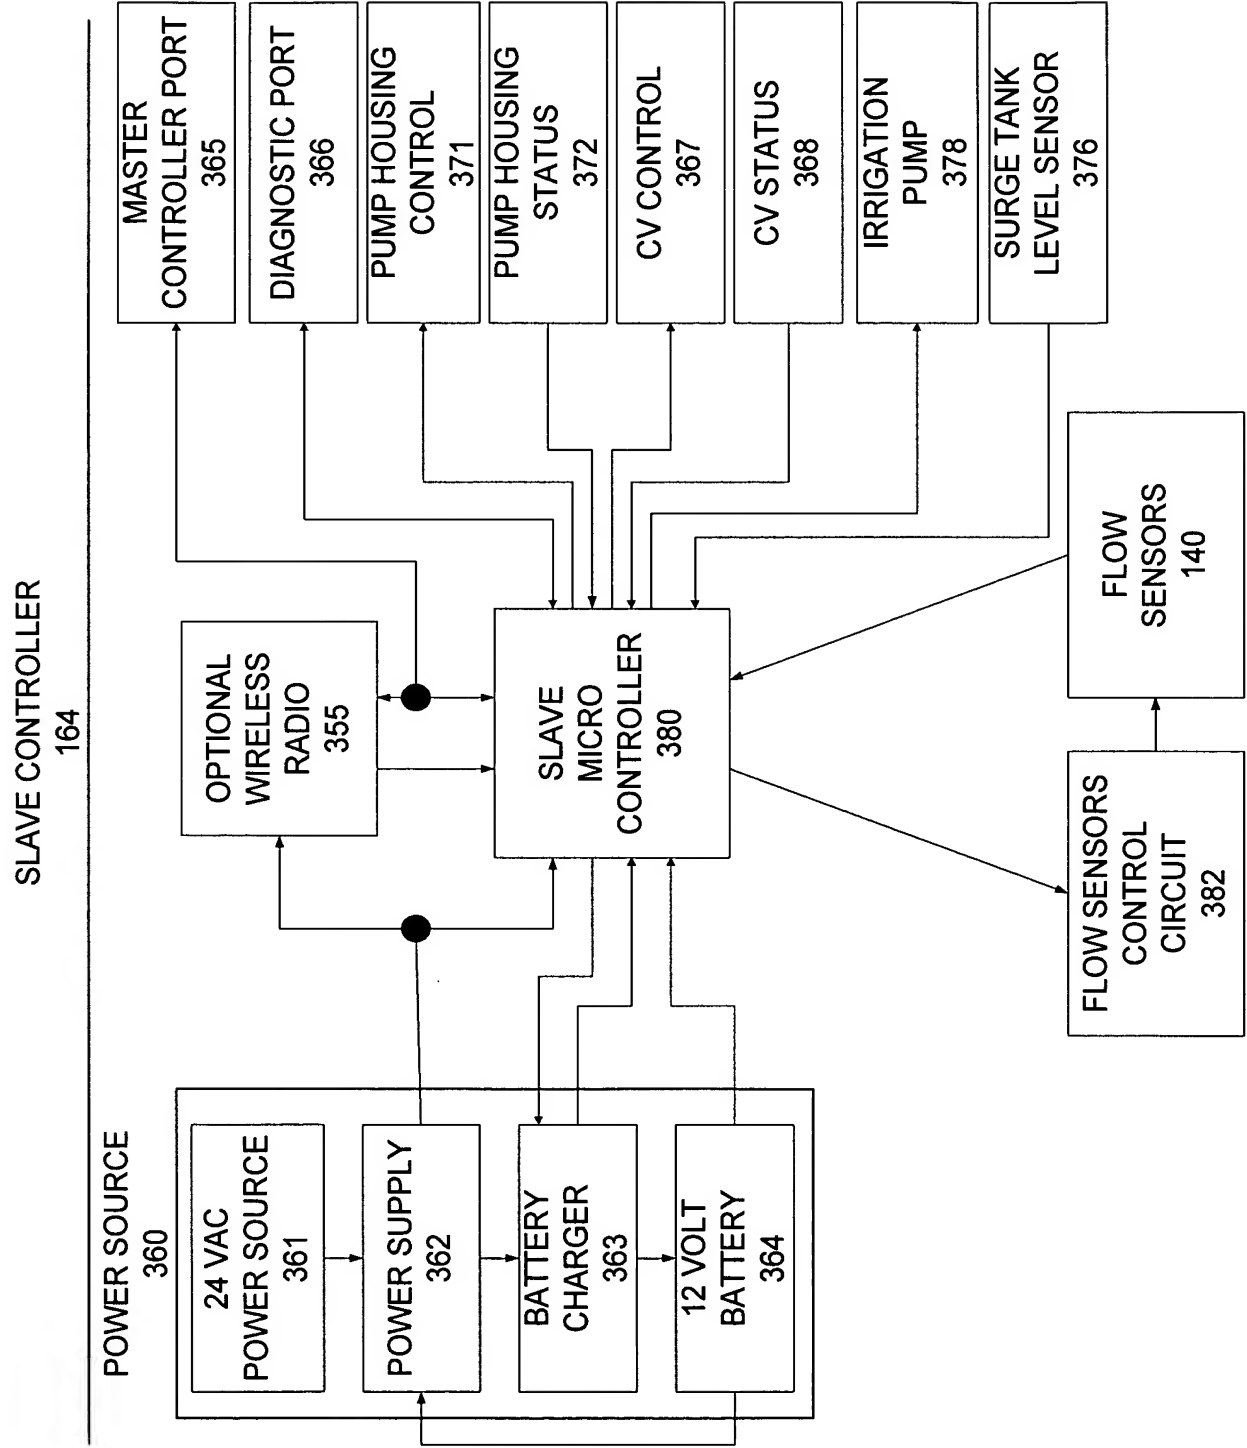 SLAVE CONTROLLER
164
POWER SOURCE
360
24 VAC
POWER SOURCE
361
POWER SUPPLY
362
BATTERY
CHARGER
363
12 VOLT
BATTERY
364
OPTIONAL
WIRELESS
RADIO
355
SLAVE
MICRO
CONTROLLER
380
FLOW SENSORS
CONTROL
CIRCUIT
382
FLOW
SENSORS
140
MASTER
CONTROLLER PORT
365
DIAGNOSTIC PORT
366
PUMP HOUSING
CONTROL
371
PUMP HOUSING
STATUS
372
CV CONTROL
367
CV STATUS
368
IRRIGATION
PUMP
378
SURGE TANK
LEVEL SENSOR
376